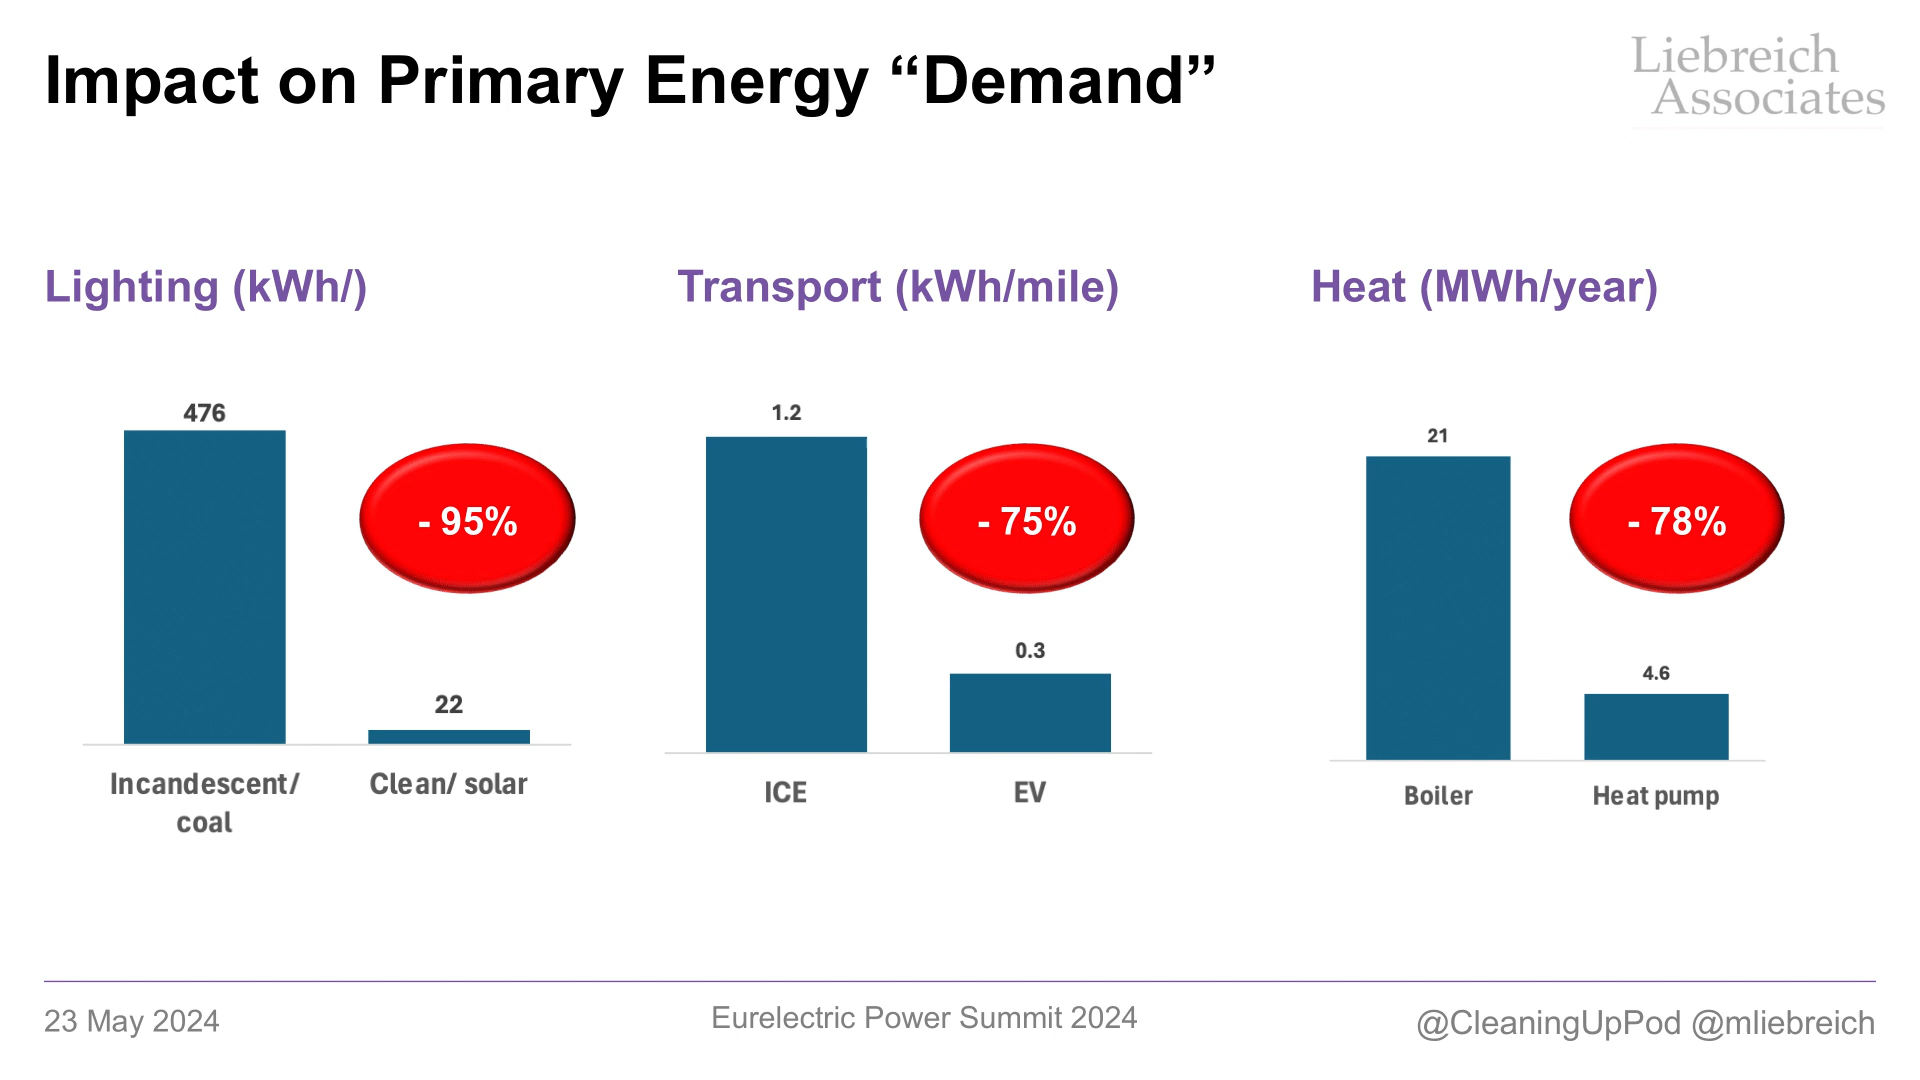 Impact on Primary Energy “Demand”
Liebreich
Associates
Lighting (kWh/)
Transport (kWh/mile)
Heat (MWh/year)
476
- 95%
22
Incandescent/
coal
Clean/ solar
1.2
- 75%
0.3
ICE
EV
21
- 78%
4.6
Boiler
Heat pump
23 May 2024
Eurelectric Power Summit 2024
@CleaningUpPod @mliebreich